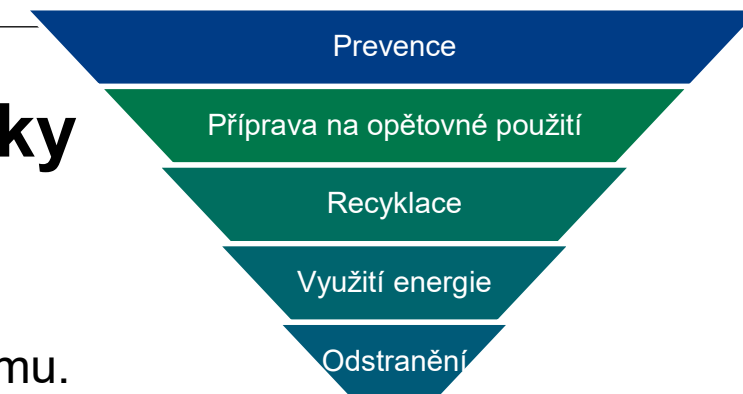 Prevence
ky
Příprava na opětovné použití
Recyklace
Využití energie
mu.
Odstranění